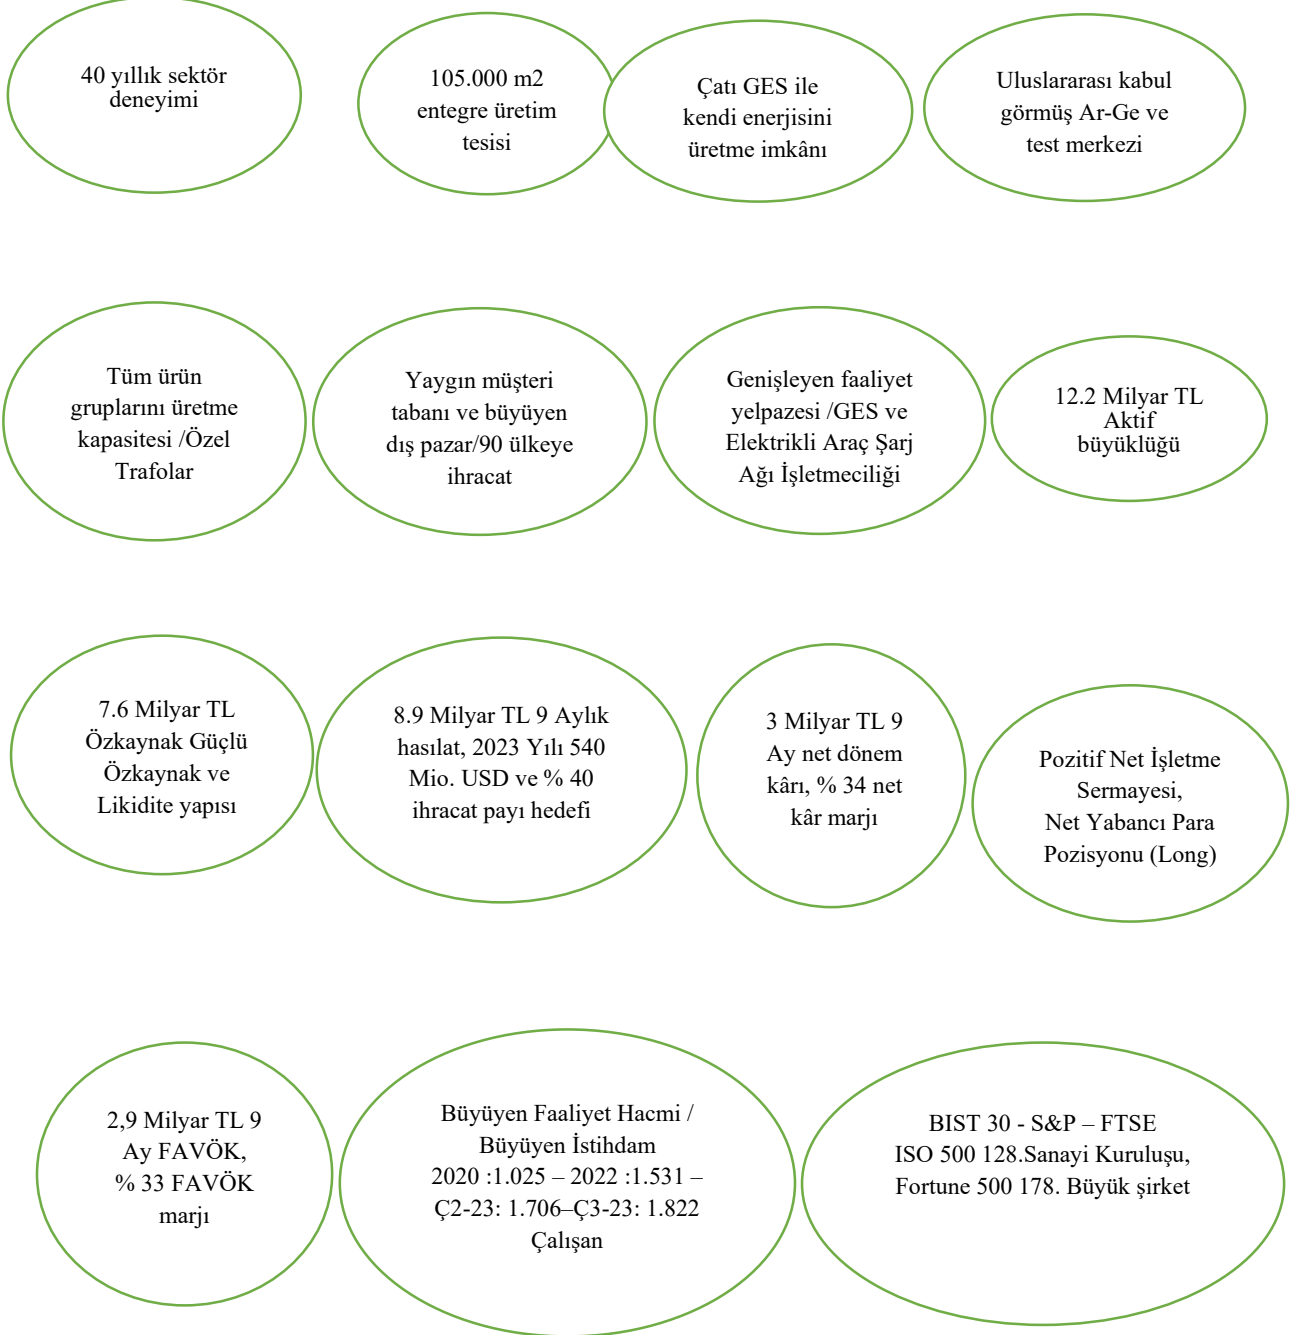 40 yıllık sektör
deneyimi
105.000 m2
entegre üretim
tesisi
Çatı GES ile
kendi enerjisini
üretme imkânı
Uluslararası kabul
görmüş Ar-Ge ve
test merkezi
Tüm ürün
gruplarını üretme
kapasitesi /Özel
Trafolar
Yaygın müşteri
tabanı ve büyüyen
dış pazar/90 ülkeye
ihracat
Genişleyen faaliyet
yelpazesi /GES ve
Elektrikli Araç Şarj
Ağı İşletmeciliği
12.2 Milyar TL
Aktif
büyüklüğü
7.6 Milyar TL
Özkaynak Güçlü
Özkaynak ve
Likidite yapısı
8.9 Milyar TL 9 Aylık
hasılat, 2023 Yılı 540
Mio. USD ve % 40
ihracat payı hedefi
3 Milyar TL 9
Ay net dönem
kârı, % 34 net
kâr marjı
Pozitif Net İşletme
Sermayesi,
Net Yabancı Para
Pozisyonu (Long)
2,9 Milyar TL 9
Ay FAVÖK,
% 33 FAVÖK
marjı
Büyüyen Faaliyet Hacmi /
Büyüyen İstihdam
2020 :1.025 – 2022 :1.531 –
Ç2-23: 1.706–Ç3-23: 1.822
Çalışan
BIST 30 - S&P – FTSE
ISO 500 128.Sanayi Kuruluşu,
Fortune 500 178. Büyük şirket